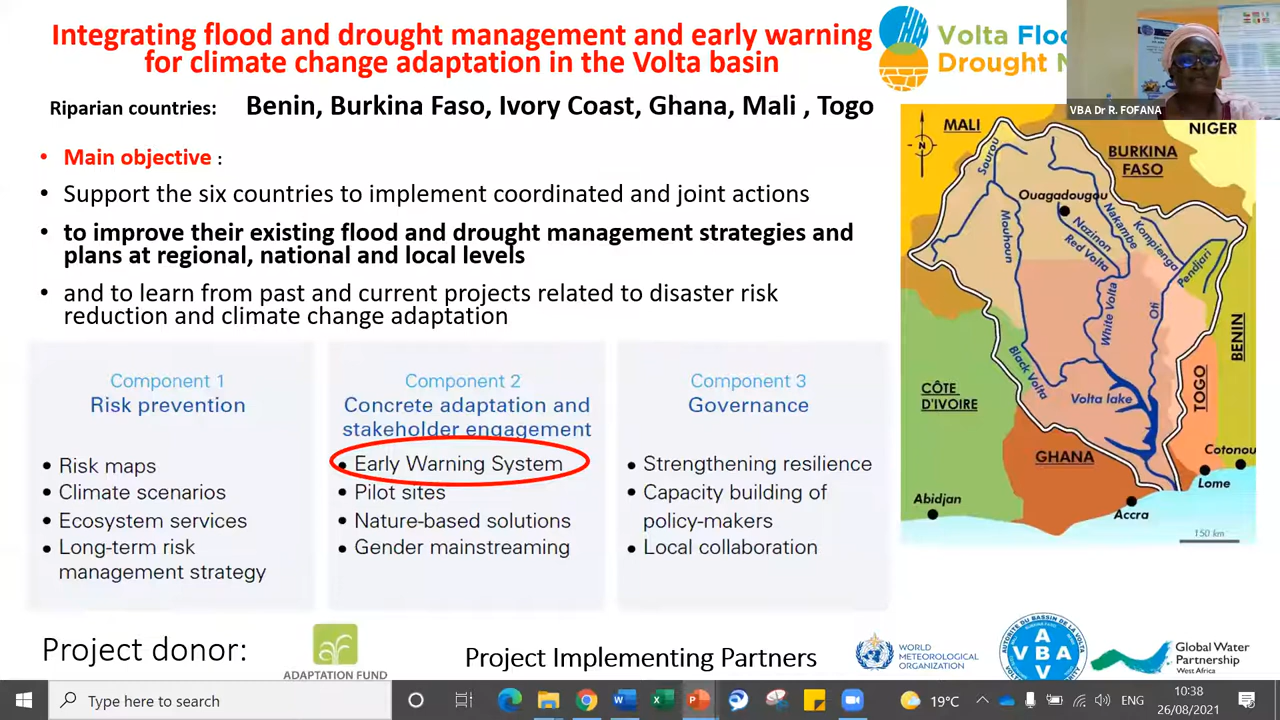 Integrating flood and drought management and early warning
for climate change adaptation in the Volta basin
Riparian countries: Benin, Burkina Faso, Ivory Coast, Ghana, Mali , Togo
• Main objective :
• Support the six countries to implement coordinated and joint actions
• to improve their existing flood and drought management strategies and
plans at regional, national and local levels
• and to learn from past and current projects related to disaster risk
reduction and climate change adaptation
Component 1
Risk prevention
• Risk maps
• Climate scenarios
• Ecosystem services
• Long-term risk
management strategy
Component 2
Concrete adaptation and
stakeholder engagement
• Early Warning System
• Pilot sites
• Nature-based solutions
• Gender mainstreaming
Component 3
Governance
• Strengthening resilience
• Capacity building of
policy-makers
• Local collaboration
Volta Floo
Drought
VBA Dr R. FOFANA
MALI
NIGER
BURKINA
FASO
N
Sourou
Ouagadougou
Nakambe
Mouhoun
Nazinon
Red Volta
Kompienga
Pendjari
White Volta
Oti
BENIN
Black Volta
CÔTE
D'IVOIRE
Volta lake
TOGO
GHANA
Cotonou
Lome
Abidjan
Accra
150 km
Project donor:
ADAPTATION FUND
Project Implementing Partners
WORLD
METEOROLOGICAL
ORGANIZATION
AUTORITÉ DU BASSIN DE LA VOLTA
A
VBA
V
Global Water
Partnership
West Africa
Type here to search
19°C
ENG
10:38
26/08/2021